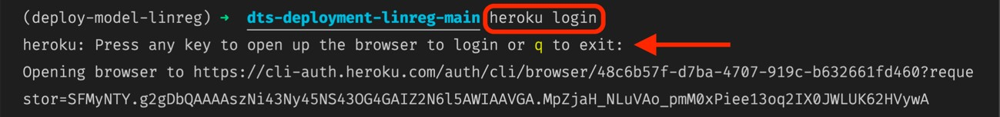 (deploy-model-linreg) → dts-deployment-linreg-main heroku login
heroku: Press any key to open up the browser to login or q to exit:
Opening browser to https://cli-auth.heroku.com/auth/cli/browser/48c6b57f-d7ba-4707-919c-b632661fd460?reque
stor=SFMyNTY.g2gDbQAAAAszNi43Ny45NS43OG4GAIZ2N6l5AWIAAVGA.MpZjaH_NLuVAo_pmM0xPiee13oq2IX0JWLUK62HVywA